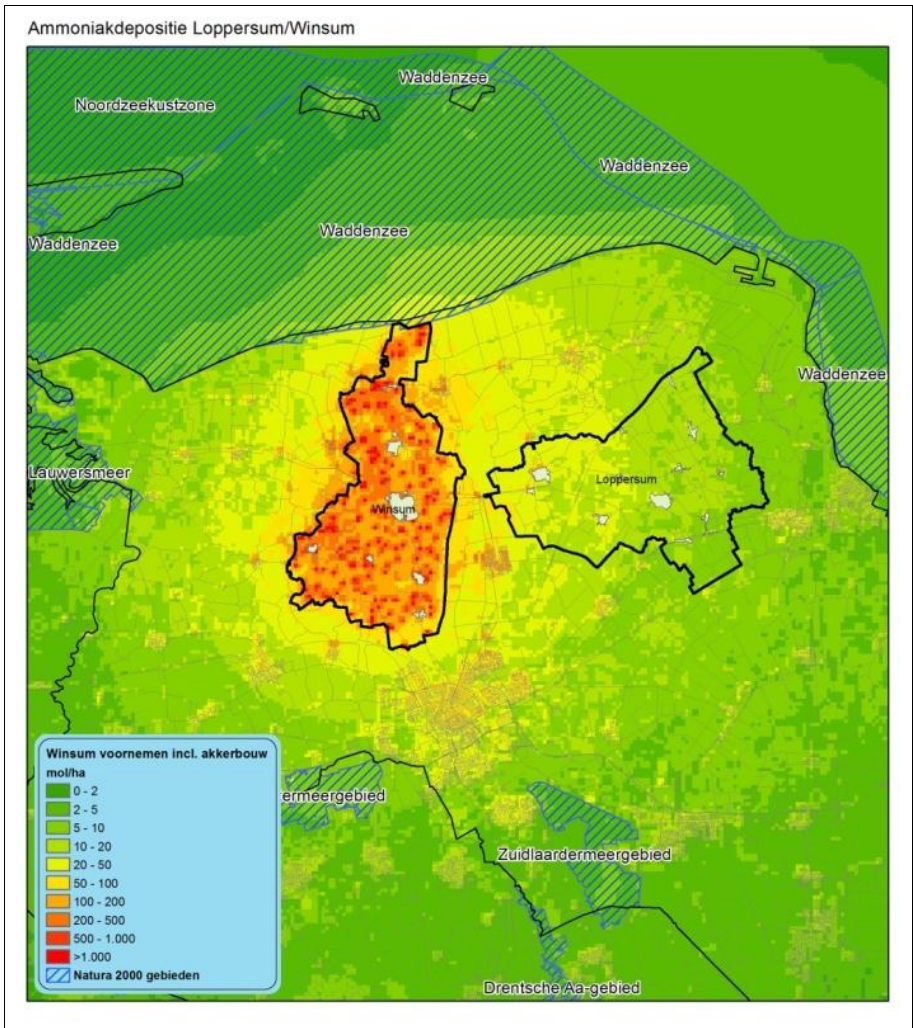 Ammoniakdepositie Loppersum/Winsum
Waddenzee
Noordzeekustzone
Waddenzee
Waddenzee
Waddenzee
Waddenzee
Lauwersmeer
Loppersum
Winsum
Winsum voornemen incl. akkerbouw
mol/ha
0 - 2
2 - 5
5 - 10
10 - 20
20 - 50
50 - 100
100 - 200
200 - 500
500 - 1.000
>1.000
Natura 2000 gebieden
ermeergebied
Zuidlaardermeergebied
Drentsche Aa-gebied